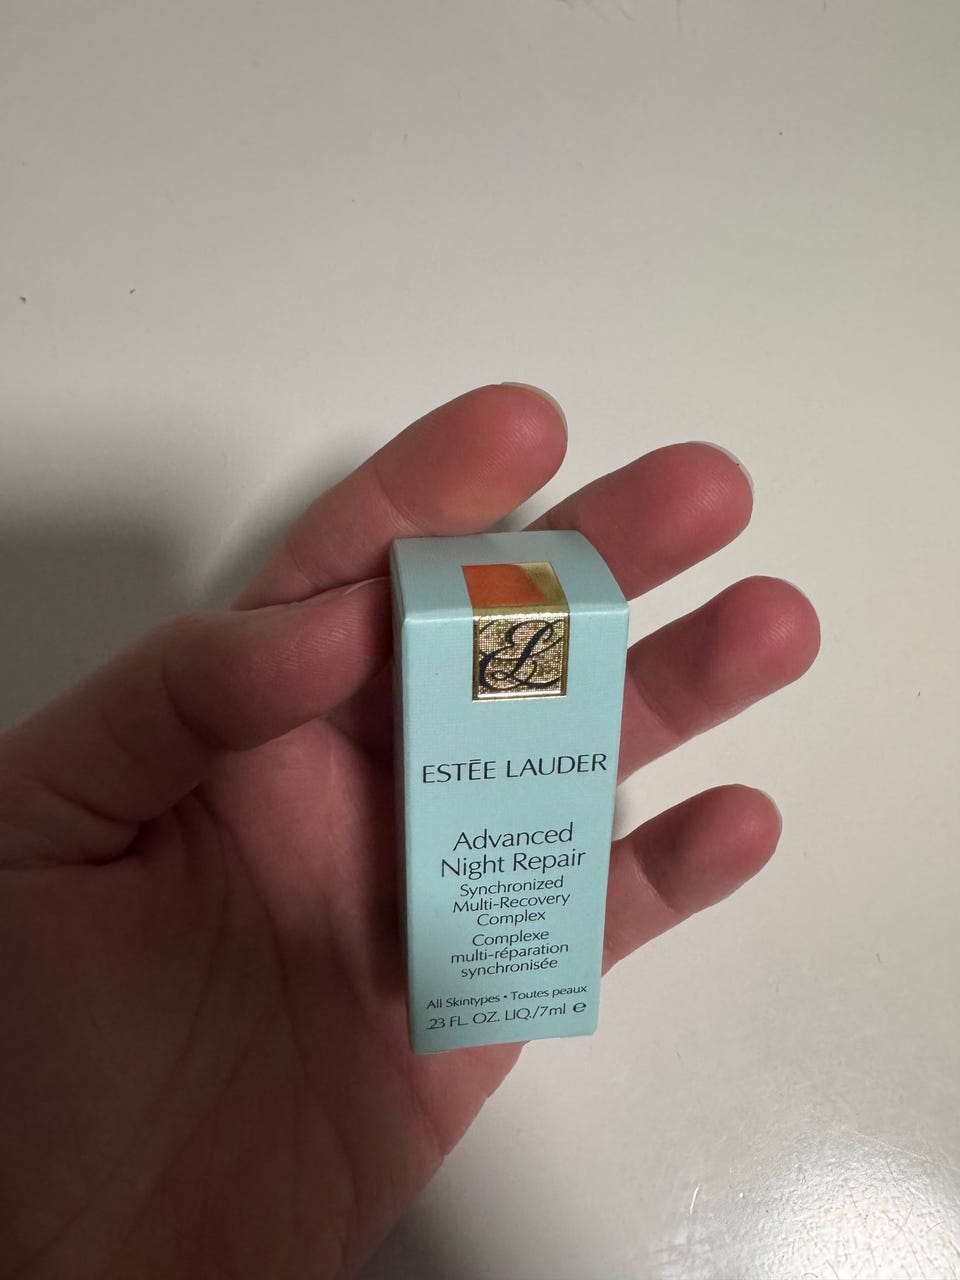 EL
ESTĒE LAUDER
Advanced
Night Repair
Synchronized
Multi-Recovery
Complex
Complexe
multi-réparation
synchronisée
All Skintypes • Toutes peaux
.23 FL. OZ. LIQ./7ml ℮